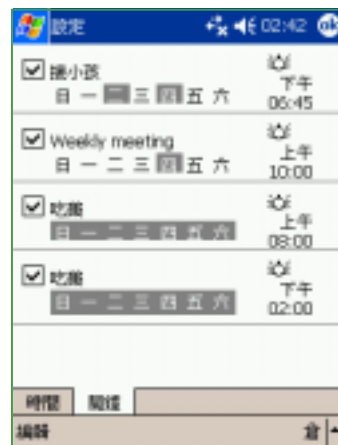 設定 02:42 ok
接小孩
日 一 二 三 四 五 六
下午
06:45
Weekly meeting
日 一 二 三 四 五 六
上午
10:00
吃藥
日 一 二 三 四 五 六
上午
08:00
吃藥
日 一 二 三 四 五 六
下午
02:00
時間 鬧鐘
編輯